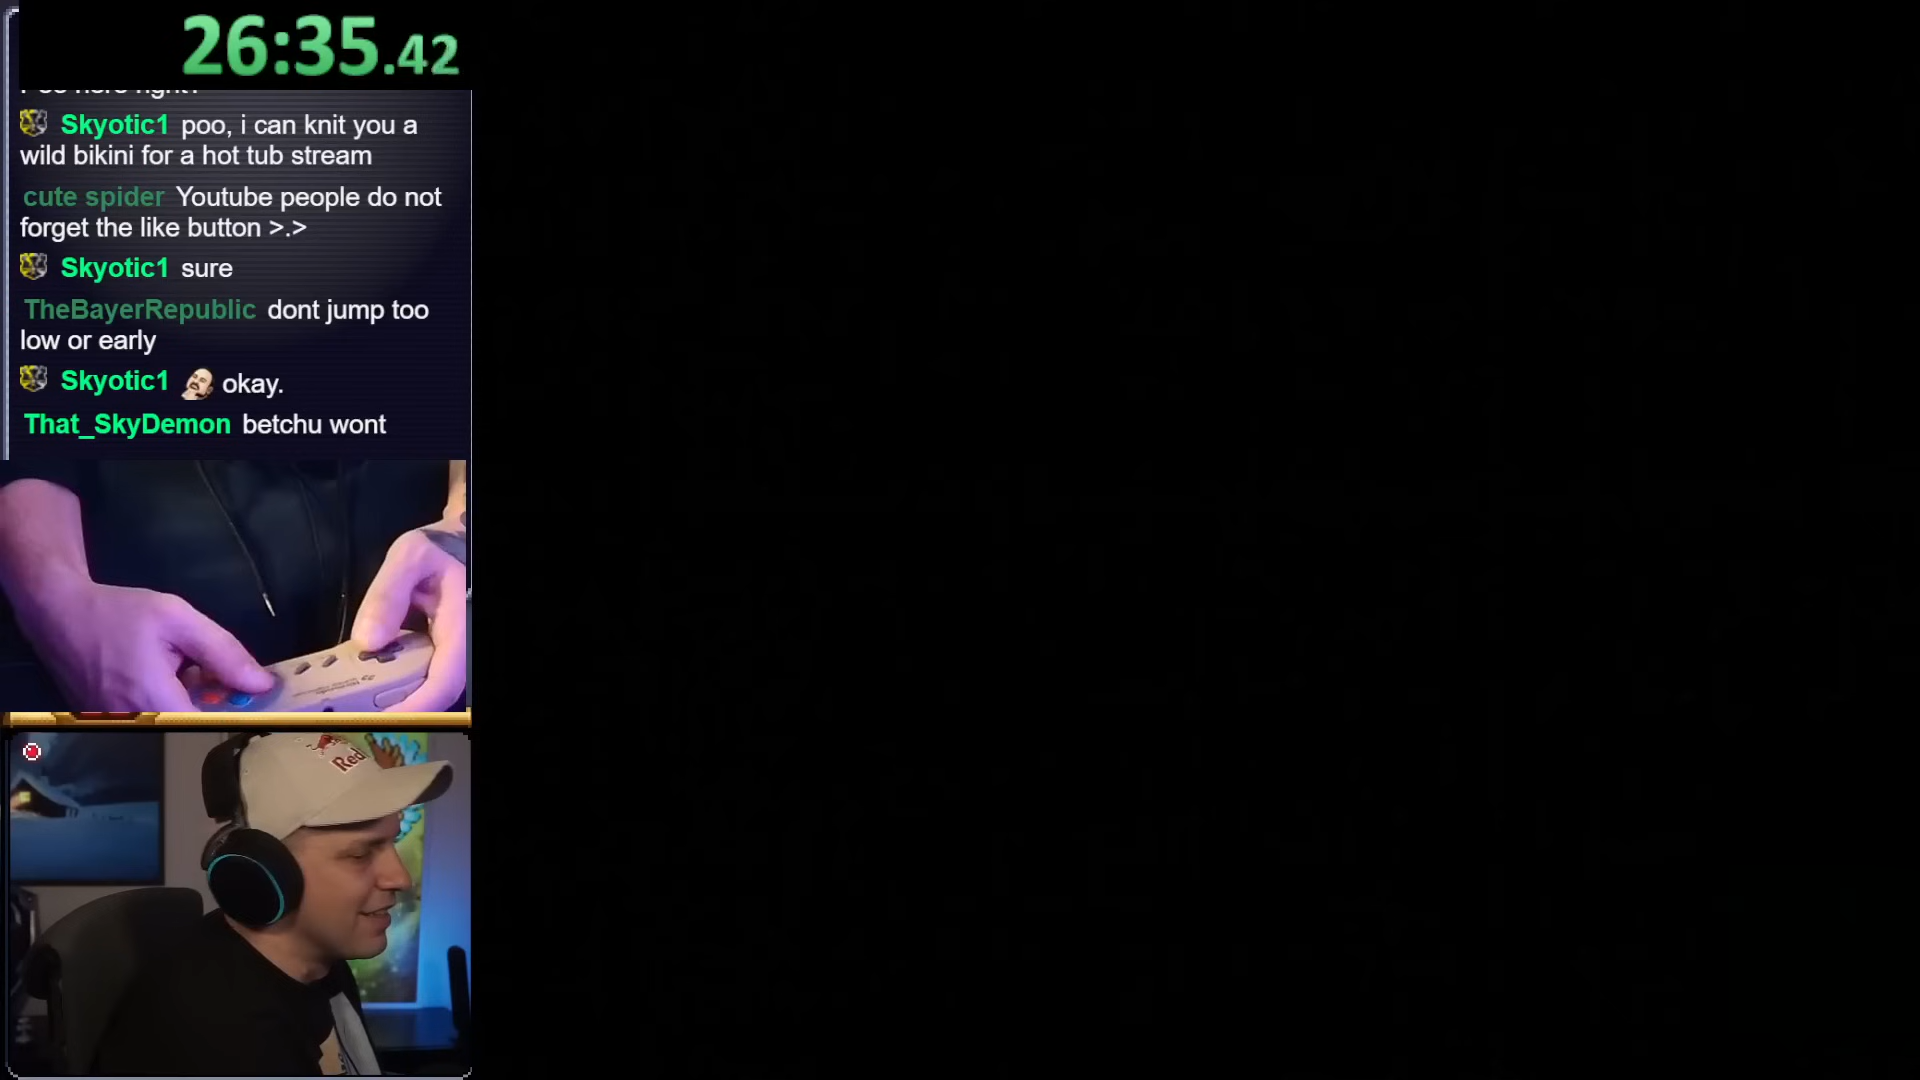 26:35.42
Skyotic1 poo, i can knit you a
wild bikini for a hot tub stream
cute spider Youtube people do not
forget the like button >.>
Skyotic1 sure
TheBayerRepublic dont jump too
low or early
Skyotic1 okay.
That_SkyDemon betchu wont
Red